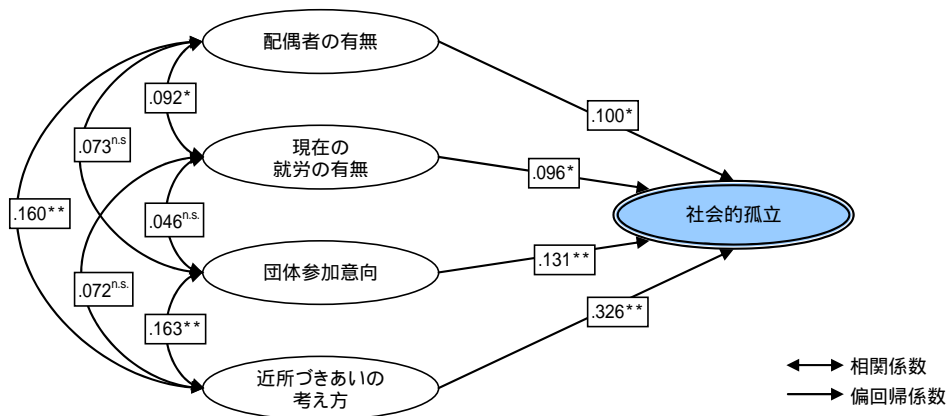 配偶者の有無
.092*
.100*
.073n.s
現在の
就労の有無
.096*
.160**
.046n.s.
社会的孤立
団体参加意向
.131**
.072n.s.
.163**
.326**
近所づきあいの
考え方
相関係数
偏回帰係数